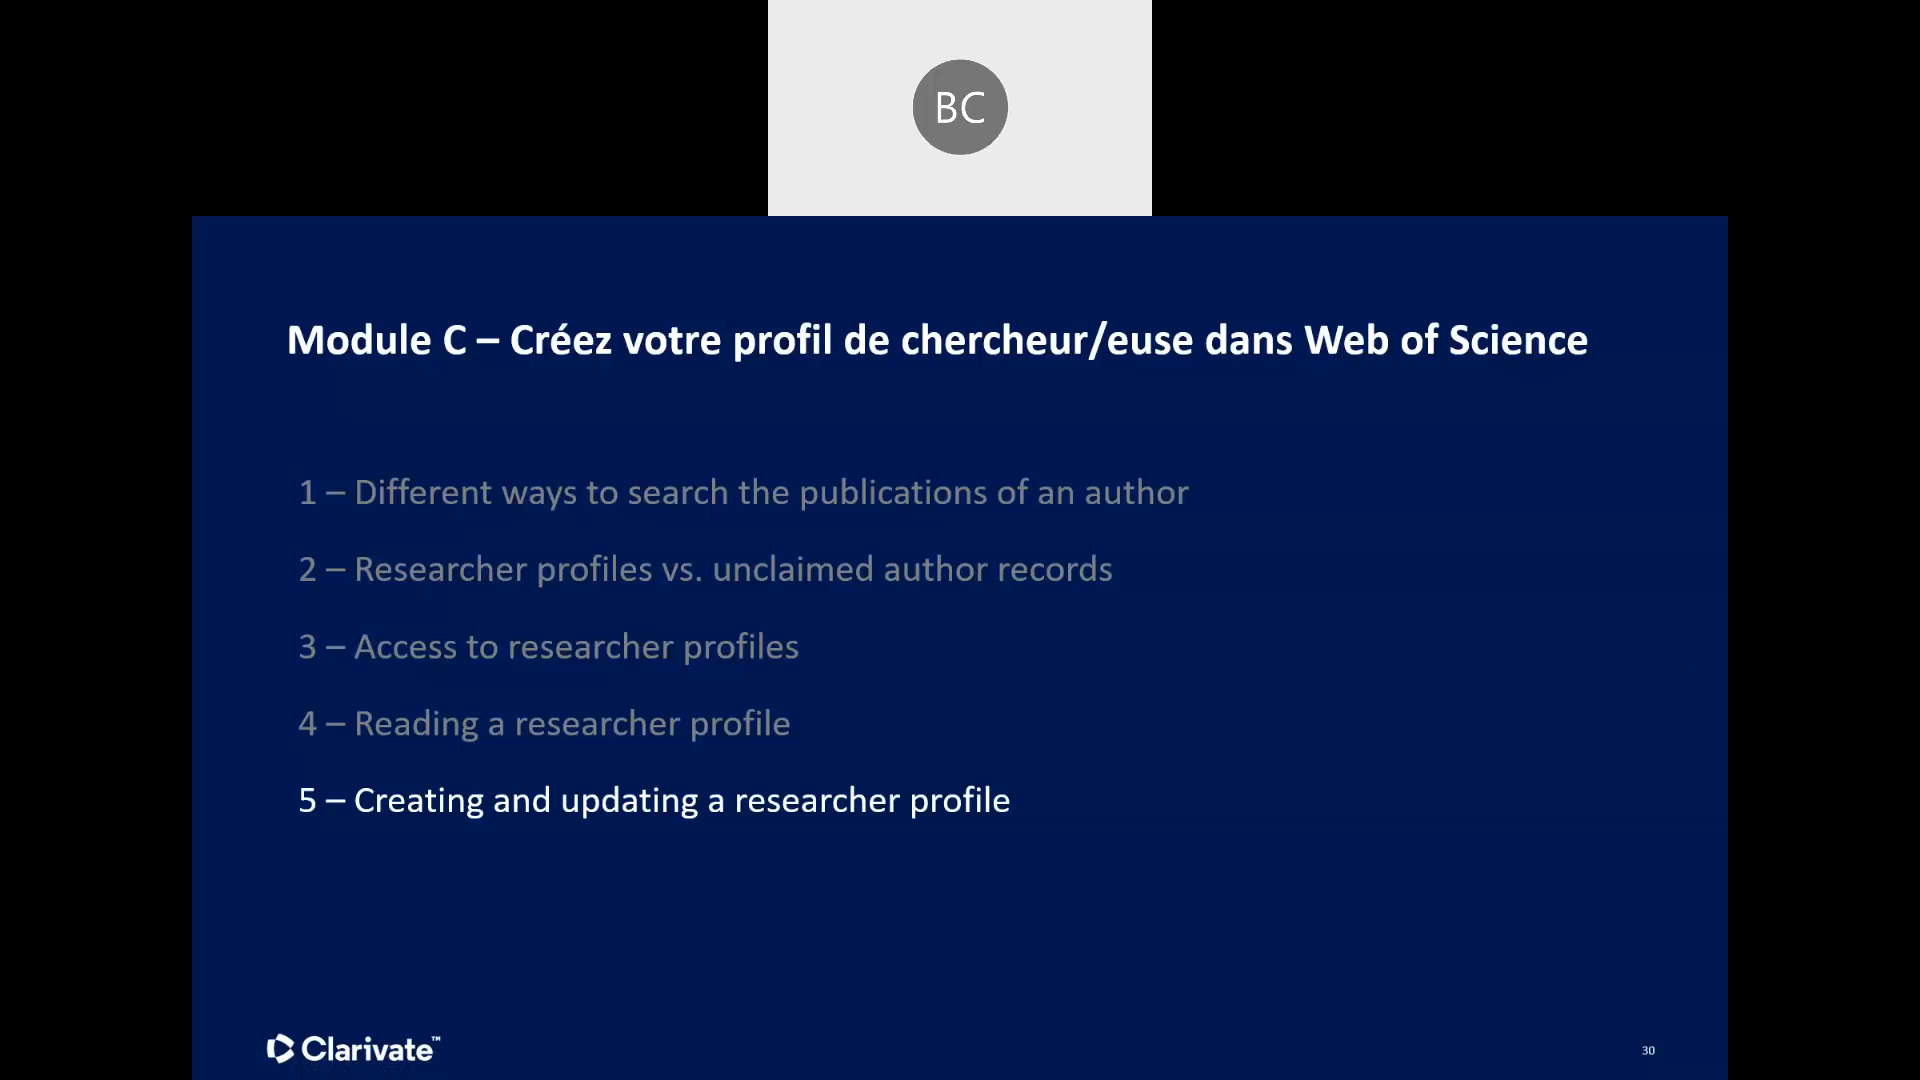 BC
Module C – Créez votre profil de chercheur/euse dans Web of Science
1 – Different ways to search the publications of an author
2 – Researcher profiles vs. unclaimed author records
3 – Access to researcher profiles
4 – Reading a researcher profile
5 – Creating and updating a researcher profile
Clarivate™
30